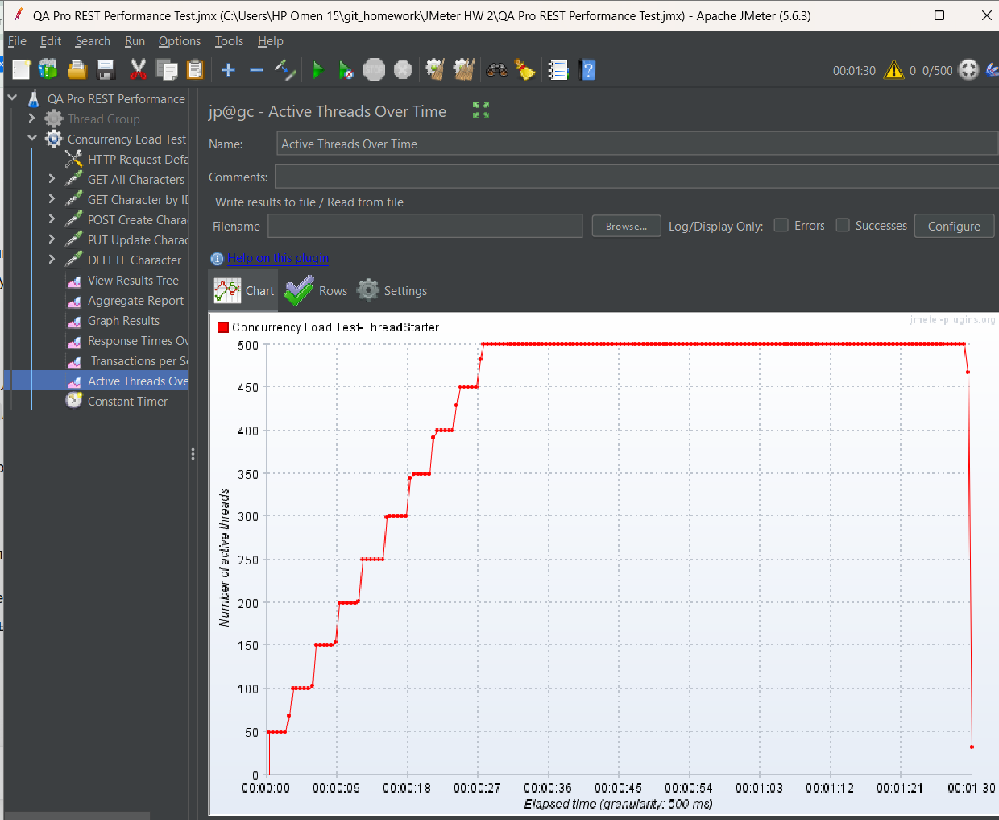 QA Pro REST Performance Test.jmx (C:\Users\HP Omen 15\git_homework\JMeter HW 2\QA Pro REST Performance Test.jmx) - Apache JMeter (5.6.3)
File Edit Search Run Options Tools Help
STOP 00:01:30 0 0/500
QA Pro REST Performance
Thread Group
Concurrency Load Test
HTTP Request Defa
GET All Characters
GET Character by ID
POST Create Chara
PUT Update Charac
DELETE Character
View Results Tree
Aggregate Report
Graph Results
Response Times Ov
Transactions per Se
Active Threads Ove
Constant Timer
jp@gc - Active Threads Over Time
Name: Active Threads Over Time
Comments:
Write results to file / Read from file
Filename Browse... Log/Display Only: Errors Successes Configure
Help on this plugin
Chart Rows Settings
jmeter-plugins.org
Concurrency Load Test-ThreadStarter
500
450
400
350
300
250
200
150
100
50
0
Number of active threads
00:00:00 00:00:09 00:00:18 00:00:27 00:00:36 00:00:45 00:00:54 00:01:03 00:01:12 00:01:21 00:01:30
Elapsed time (granularity: 500 ms)